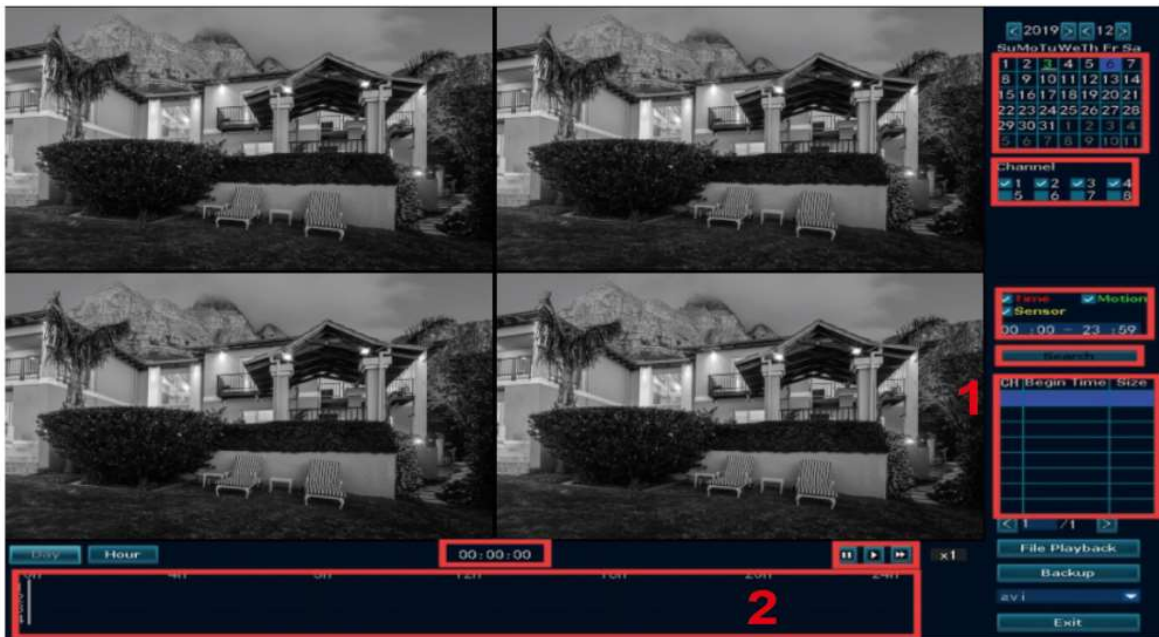 < 2019 > < 12 >
Su Mo Tu We Th Fr Sa
1 2 3 4 5 6 7
8 9 10 11 12 13 14
15 16 17 18 19 20 21
22 23 24 25 26 27 28
29 30 31 1 2 3 4
5 6 7 8 9 10 11
Channel
1 2 3 4
5 6 7 8
Time Motion
Sensor
00 :00 - 23 :59
Search
1
CH Begin Time Size
< 1 /1 >
Day Hour 00:00:00 x1
File Playback
Backup
avi
Exit
0h 4h 8h 12h 16h 20h 24h
2